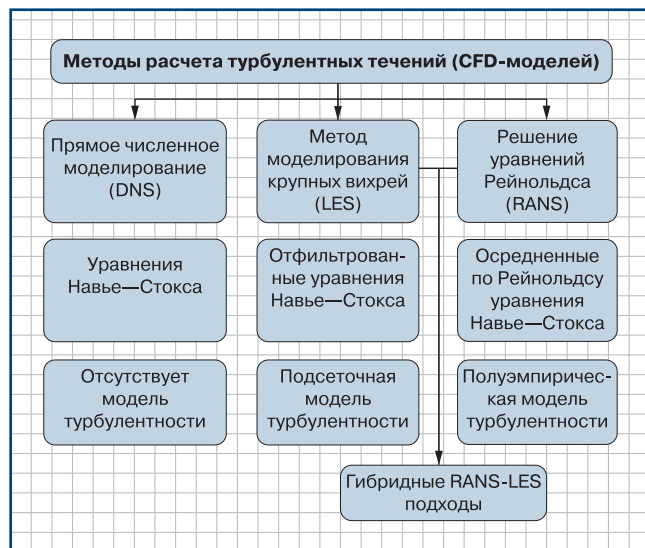 Методы расчета турбулентных течений (CFD-моделей)
Прямое численное
моделирование
(DNS)
Метод
моделирования
крупных вихрей
(LES)
Решение
уравнений
Рейнольдса
(RANS)
Уравнения
Навье—Стокса
Отфильтрован-
ные уравнения
Навье—Стокса
Осредненные
по Рейнольдсу
уравнения
Навье—Стокса
Отсутствует
модель
турбулентности
Подсеточная
модель
турбулентности
Полуэмпиричес-
кая модель
турбулентности
Гибридные RANS-LES
подходы